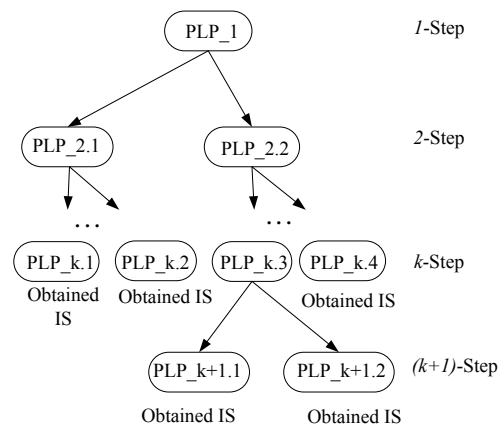 PLP_1
1-Step
PLP_2.1
PLP_2.2
2-Step
...
...
PLP_k.1
PLP_k.2
PLP_k.3
PLP_k.4
k-Step
Obtained
IS
Obtained IS
Obtained IS
PLP_k+1.1
PLP_k+1.2
(k+1)-Step
Obtained IS
Obtained IS